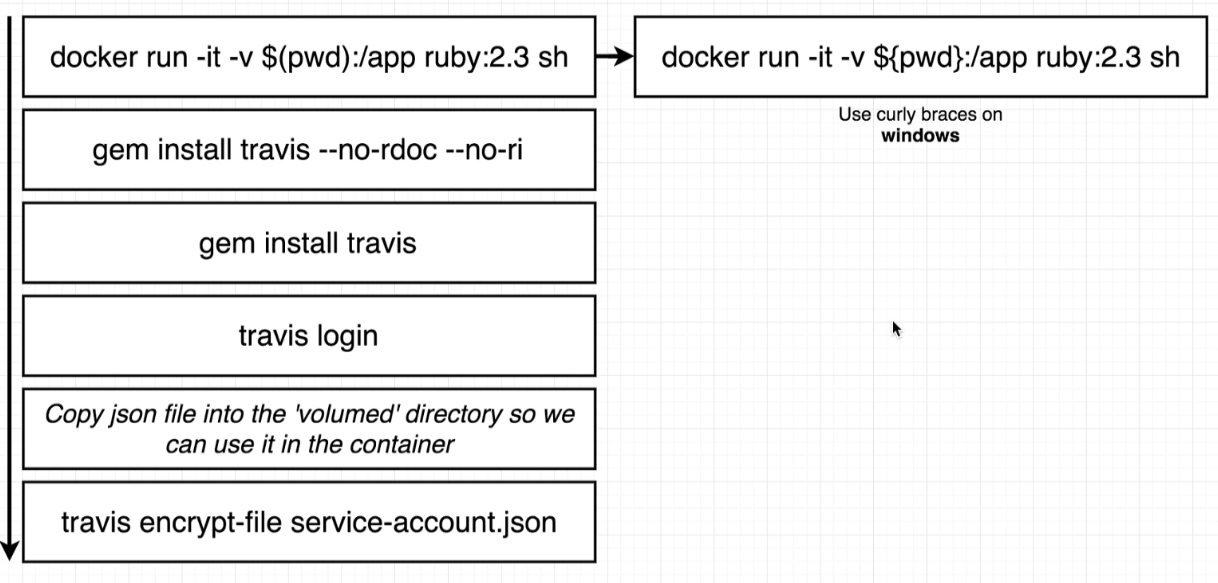 docker run -it -v $(pwd):/app ruby:2.3 sh
docker run -it -v ${pwd}:/app ruby:2.3 sh
Use curly braces on
windows
gem install travis --no-rdoc --no-ri
gem install travis
travis login
Copy json file into the 'volumed' directory so we
can use it in the container
travis encrypt-file service-account.json